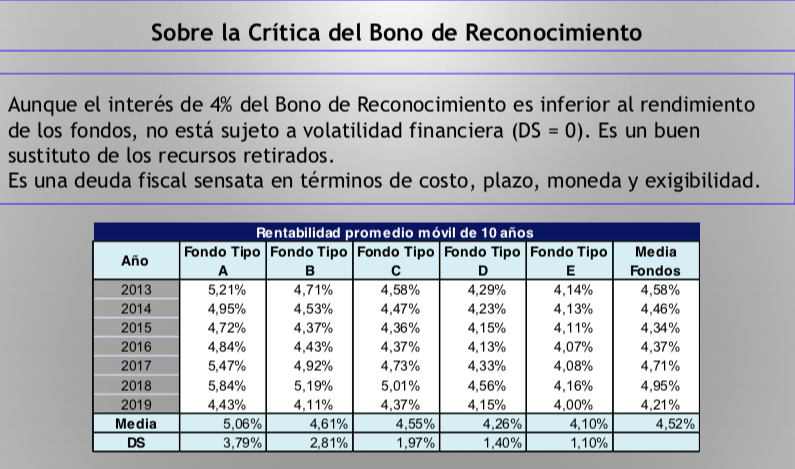 Sobre la Crítica del Bono de Reconocimiento
Aunque el interés de 4% del Bono de Reconocimiento es inferior al rendimiento
de los fondos, no está sujeto a volatilidad financiera (DS = 0). Es un buen
sustituto de los recursos retirados.
Es una deuda fiscal sensata en términos de costo, plazo, moneda y exigibilidad.
Rentabilidad promedio móvil de 10 años
Año Fondo Tipo A Fondo Tipo B Fondo Tipo C Fondo Tipo D Fondo Tipo E Media Fondos
2013 5,21% 4,71% 4,58% 4,29% 4,14% 4,58%
2014 4,95% 4,53% 4,47% 4,23% 4,13% 4,46%
2015 4,72% 4,37% 4,36% 4,15% 4,11% 4,34%
2016 4,84% 4,43% 4,37% 4,13% 4,07% 4,37%
2017 5,47% 4,92% 4,73% 4,33% 4,08% 4,71%
2018 5,84% 5,19% 5,01% 4,56% 4,16% 4,95%
2019 4,43% 4,11% 4,37% 4,15% 4,00% 4,21%
Media 5,06% 4,61% 4,55% 4,26% 4,10% 4,52%
DS 3,79% 2,81% 1,97% 1,40% 1,10%